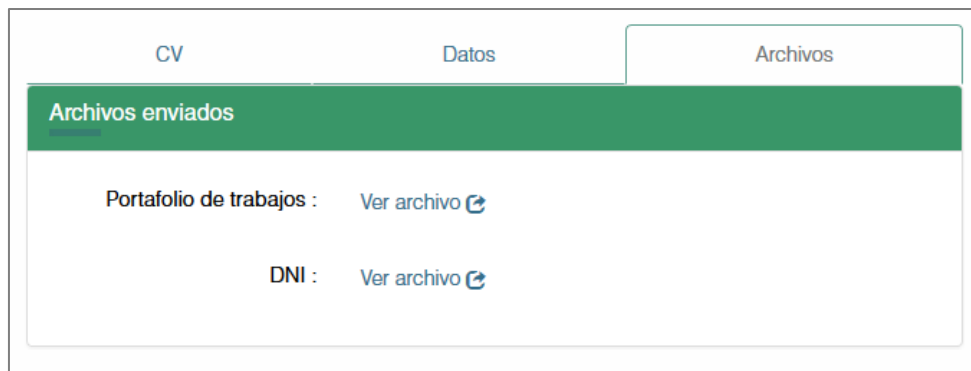 CV
Datos
Archivos
Archivos enviados
Portafolio de trabajos : Ver archivo
DNI : Ver archivo